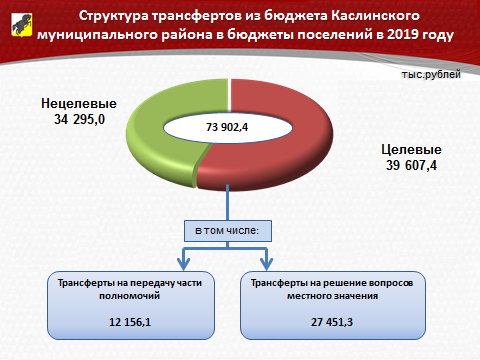 Структура трансфертов из бюджета Каслинского
муниципального района в бюджеты поселений в 2019 году
тыс.рублей
Нецелевые
34 295,0
73 902,4
Целевые
39 607,4
в том числе:
Трансферты на передачу части
полномочий
12 156,1
Трансферты на решение вопросов
местного значения
27 451,3